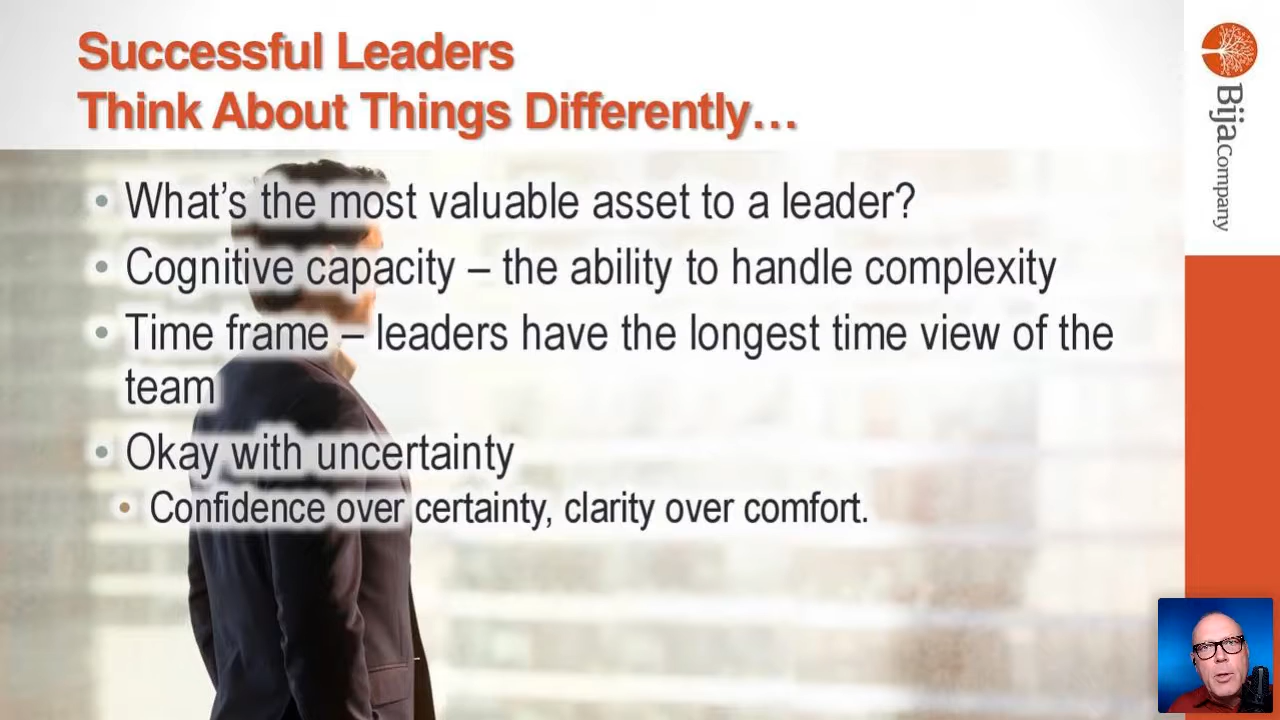 Successful Leaders
Think About Things Differently…
• What’s the most valuable asset to a leader?
• Cognitive capacity – the ability to handle complexity
• Time frame – leaders have the longest time view of the
team
• Okay with uncertainty
• Confidence over certainty, clarity over comfort.
Bija Company